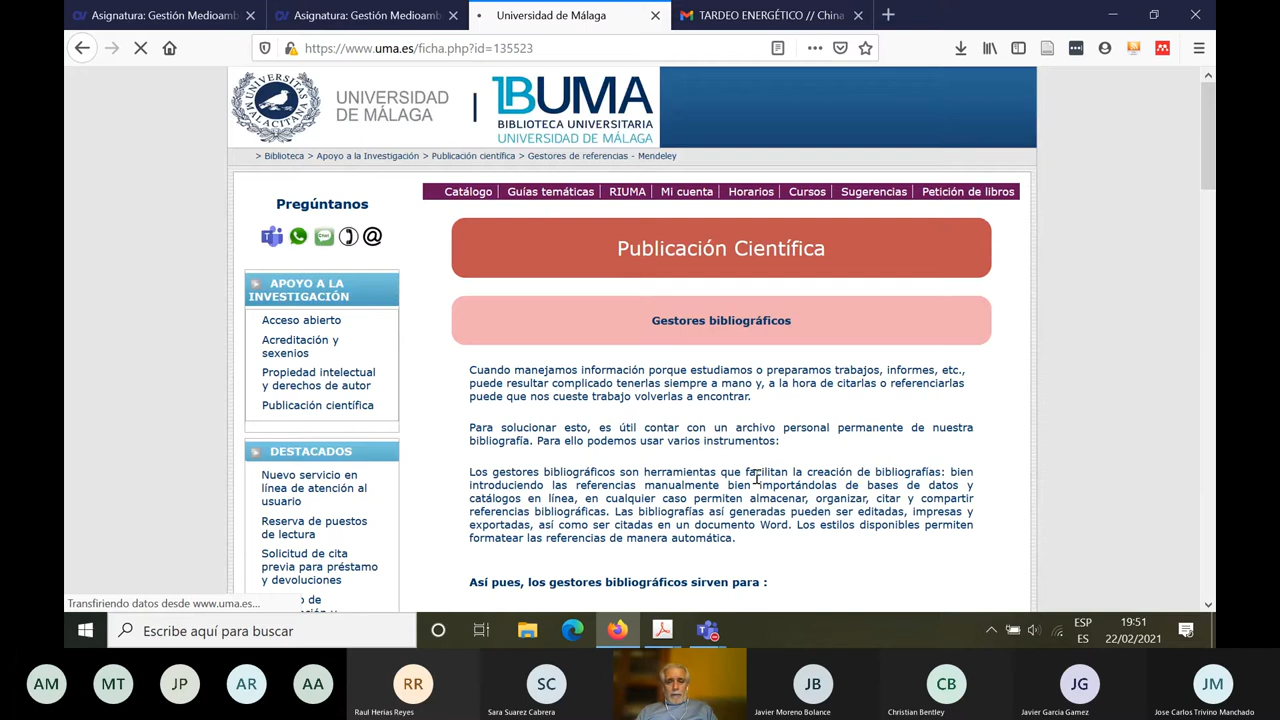 Asignatura: Gestión Medioamb
Asignatura: Gestión Medioamb
Universidad de Málaga
TARDEO ENERGÉTICO // China
https://www.uma.es/ficha.php?id=135523
UNIVERSIDAD
DE MÁLAGA
BUMA
BIBLIOTECA UNIVERSITARIA
UNIVERSIDAD DE MÁLAGA
> Biblioteca > Apoyo a la Investigación > Publicación científica > Gestores de referencias - Mendeley
Pregúntanos
Catálogo Guías temáticas RIUMA Mi cuenta Horarios Cursos Sugerencias Petición de libros
Publicación Científica
APOYO A LA
INVESTIGACIÓN
Acceso abierto
Acreditación y
sexenios
Propiedad intelectual
y derechos de autor
Publicación científica
DESTACADOS
Nuevo servicio en
línea de atención al
usuario
Reserva de puestos
de lectura
Solicitud de cita
previa para préstamo
y devoluciones
Gestores bibliográficos
Cuando manejamos información porque estudiamos o preparamos trabajos, informes, etc.,
puede resultar complicado tenerlas siempre a mano y, a la hora de citarlas o referenciarlas
puede que nos cueste trabajo volverlas a encontrar.
Para solucionar esto, es útil contar con un archivo personal permanente de nuestra
bibliografía. Para ello podemos usar varios instrumentos:
Los gestores bibliográficos son herramientas que facilitan la creación de bibliografías: bien
introduciendo las referencias manualmente bien importándolas de bases de datos y
catálogos en línea, en cualquier caso permiten almacenar, organizar, citar y compartir
referencias bibliográficas. Las bibliografías así generadas pueden ser editadas, impresas y
exportadas, así como ser citadas en un documento Word. Los estilos disponibles permiten
formatear las referencias de manera automática.
Así pues, los gestores bibliográficos sirven para :
Transfiriendo datos desde www.uma.es...
Escribe aquí para buscar
ESP
ES
19:51
22/02/2021
AM MT JP AR AA RR SC JB CB JG JM
Raul Herias Reyes
Sara Suarez Cabrera
Javier Moreno Bolance
Christian Bentley
Javier Garcia Gamez
Jose Carlos Trivino Manchado